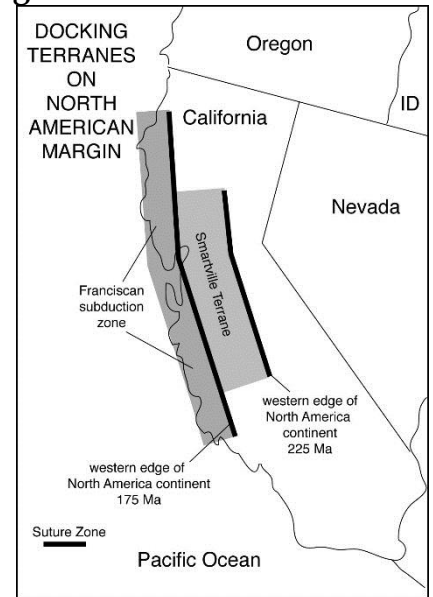 DOCKING
TERRANES
ON
NORTH
AMERICAN
MARGIN
Oregon
ID
California
Nevada
Smartville Terrane
Franciscan
subduction
zone
western edge of
North America
continent
225 Ma
western edge of
North America continent
175 Ma
Suture Zone
Pacific Ocean